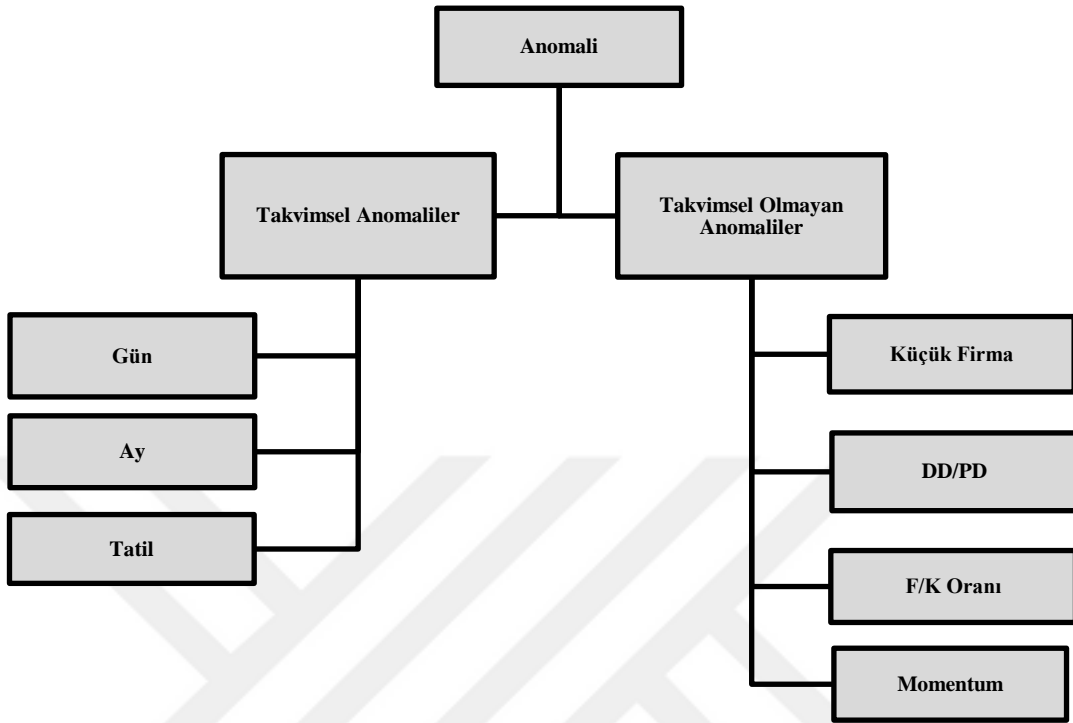 Anomali
Takvimsel Anomaliler
Takvimsel Olmayan
Anomaliler
Gün
Ay
Tatil
Küçük Firma
DD/PD
F/K Oranı
Momentum